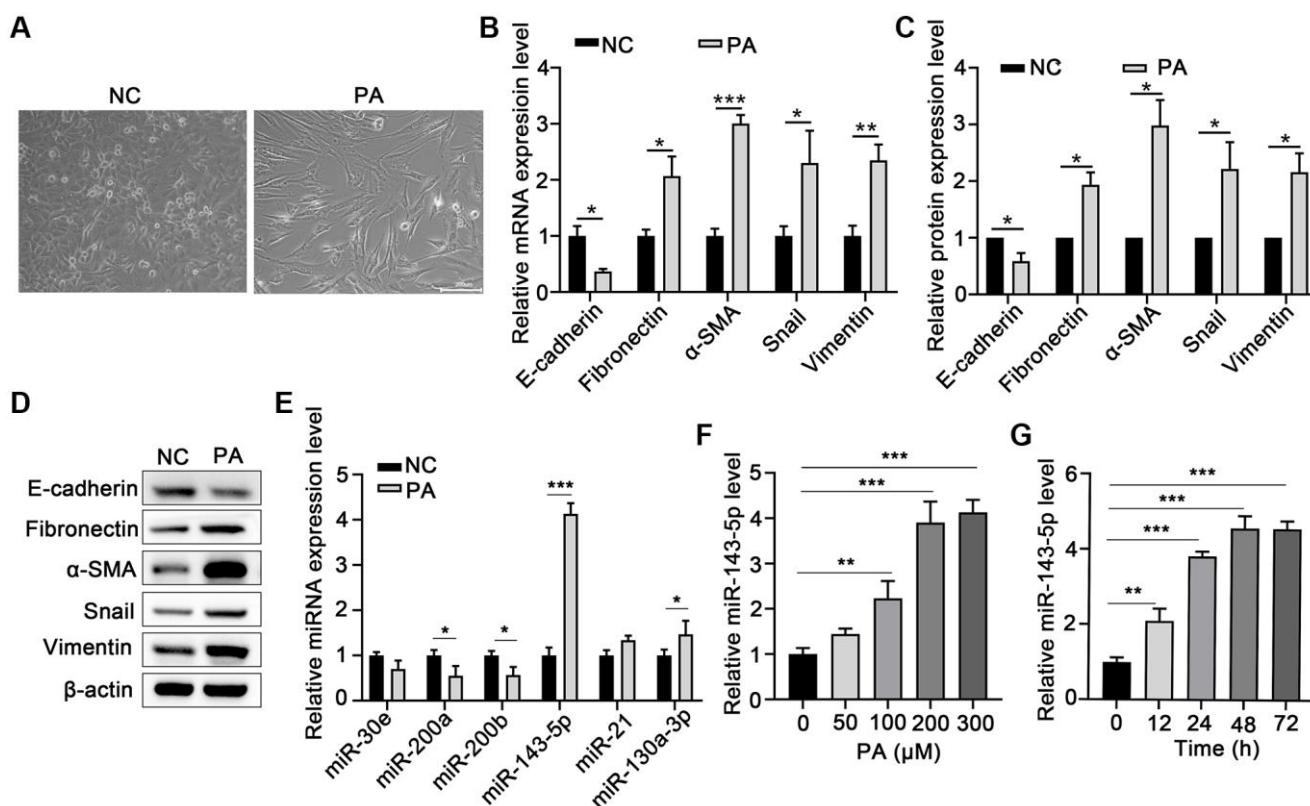 A
NC
PA
200um
B
NC
PA
Relative mRNA expresioin level
4
3
2
1
0
*
*
***
*
**
E-cadherin
Fibronectin
α-SMA
Snail
Vimentin
C
NC
PA
Relative protein expression level
4
3
2
1
0
*
*
*
*
*
E-cadherin
Fibronectin
α-SMA
Snail
Vimentin
D
NC PA
E-cadherin
Fibronectin
α-SMA
Snail
Vimentin
β-actin
E
NC
PA
Relative miRNA expression level
5
4
3
2
1
0
*
*
***
*
miR-30e
miR-200a
miR-200b
miR-143-5p
miR-21
miR-130a-3p
F
Relative miR-143-5p level
5
4
3
2
1
0
***
***
**
0 50 100 200 300
PA (μM)
G
Relative miR-143-5p level
6
4
2
0
***
***
***
**
0 12 24 48 72
Time (h)